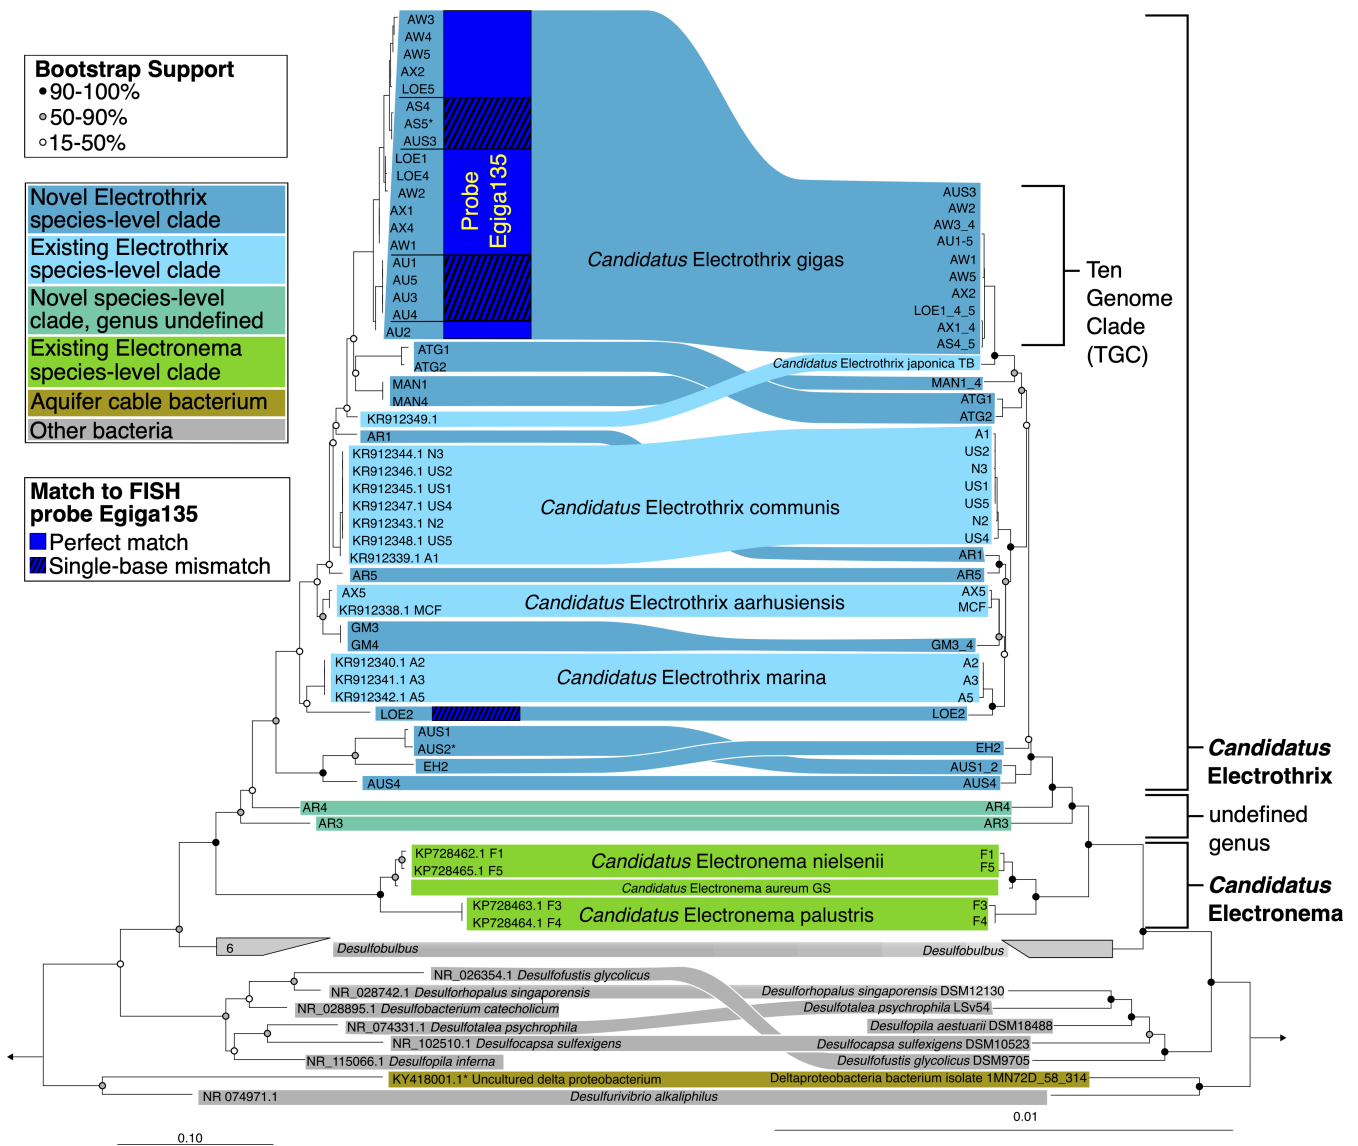 Bootstrap Support
90-100%
50-90%
15-50%
Novel Electrothrix
species-level clade
Existing Electrothrix
species-level clade
Novel species-level
clade, genus undefined
Existing Electronema
species-level clade
Aquifer cable bacterium
Other bacteria
Match to FISH
probe Egiga135
Perfect match
Single-base mismatch
AW3
AW4
AW5
AX2
LOE5
AS4
AS5*
AUS3
LOE1
LOE4
AW2
AX1
AX4
AW1
AU1
AU5
AU3
AU4
AU2
Probe
Egiga135
Candidatus Electrothrix gigas
AUS3
AW2
AW3_4
AU1-5
AW1
AW5
AX2
LOE1_4_5
AX1_4
AS4_5
Ten
Genome
Clade
(TGC)
ATG1
ATG2
MAN1
MAN4
KR912349.1
AR1
Candidatus Electrothrix japonica TB
MAN1_4
ATG1
ATG2
KR912344.1 N3
KR912346.1 US2
KR912345.1 US1
KR912347.1 US4
KR912343.1 N2
KR912348.1 US5
KR912339.1 A1
Candidatus Electrothrix communis
A1
US2
N3
US1
US5
N2
US4
AR1
AR5
AR5
AX5
KR912338.1 MCF
Candidatus Electrothrix aarhusiensis
AX5
MCF
GM3
GM4
GM3_4
KR912340.1 A2
KR912341.1 A3
KR912342.1 A5
Candidatus Electrothrix marina
A2
A3
A5
LOE2
LOE2
AUS1
AUS2*
EH2
AUS4
EH2
AUS1_2
AUS4
Candidatus
Electrothrix
AR4
AR4
AR3
AR3
undefined
genus
KP728462.1 F1
KP728465.1 F5
Candidatus Electronema nielsenii
F1
F5
Candidatus Electronema aureum GS
KP728463.1 F3
KP728464.1 F4
Candidatus Electronema palustris
F3
F4
Candidatus
Electronema
6
Desulfobulbus
Desulfobulbus
NR_026354.1 Desulfofustis glycolicus
NR_028742.1 Desulforhopalus singaporensis
NR_028895.1 Desulfobacterium catecholicum
NR_074331.1 Desulfotalea psychrophila
NR_102510.1 Desulfocapsa sulfexigens
NR_115066.1 Desulfopila inferna
Desulforhopalus singaporensis DSM12130
Desulfotalea psychrophila LSv54
Desulfopila aestuarii DSM18488
Desulfocapsa sulfexigens DSM10523
Desulfofustis glycolicus DSM9705
KY418001.1* Uncultured delta proteobacterium
Deltaproteobacteria bacterium isolate 1MN72D_58_314
NR 074971.1
Desulfurivibrio alkaliphilus
0.10
0.01